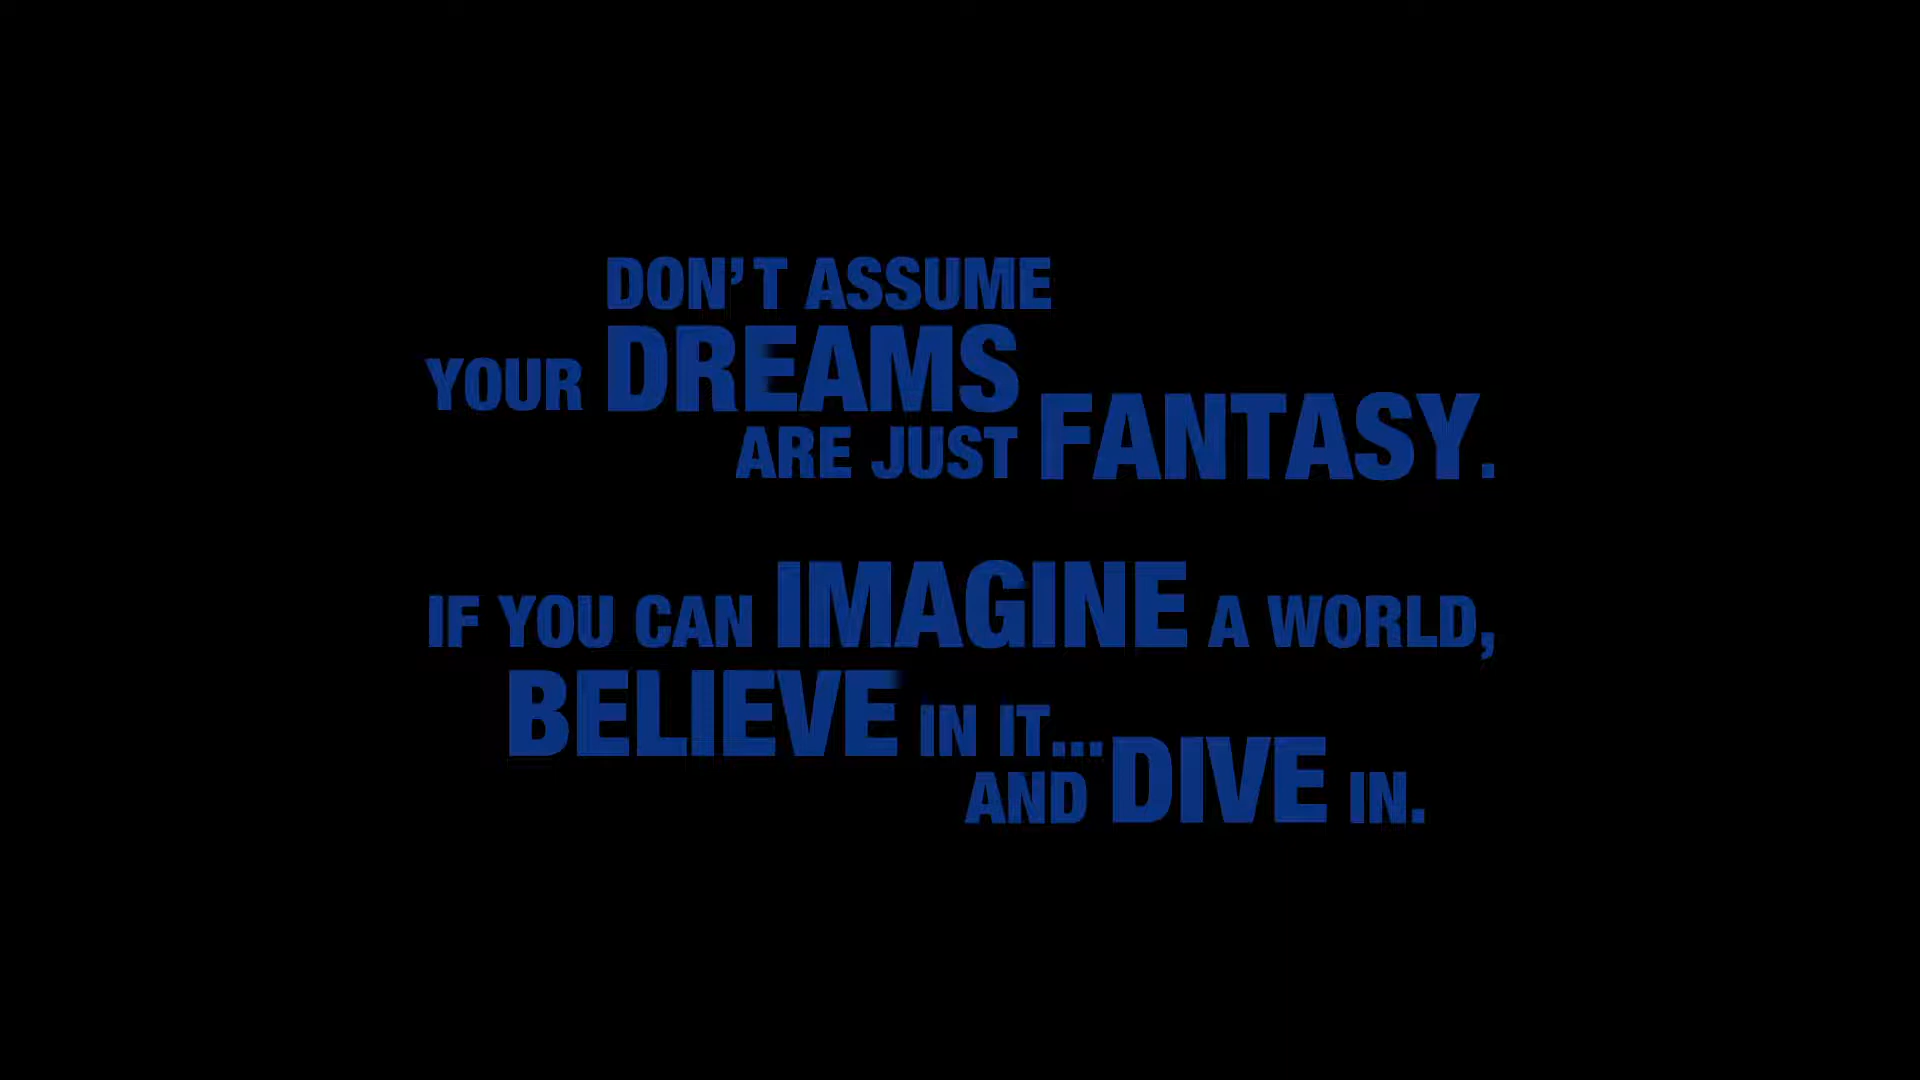 DON'T ASSUME
YOUR DREAMS
ARE JUST FANTASY.
IF YOU CAN IMAGINE A WORLD,
BELIEVE IN IT...
AND DIVE IN.